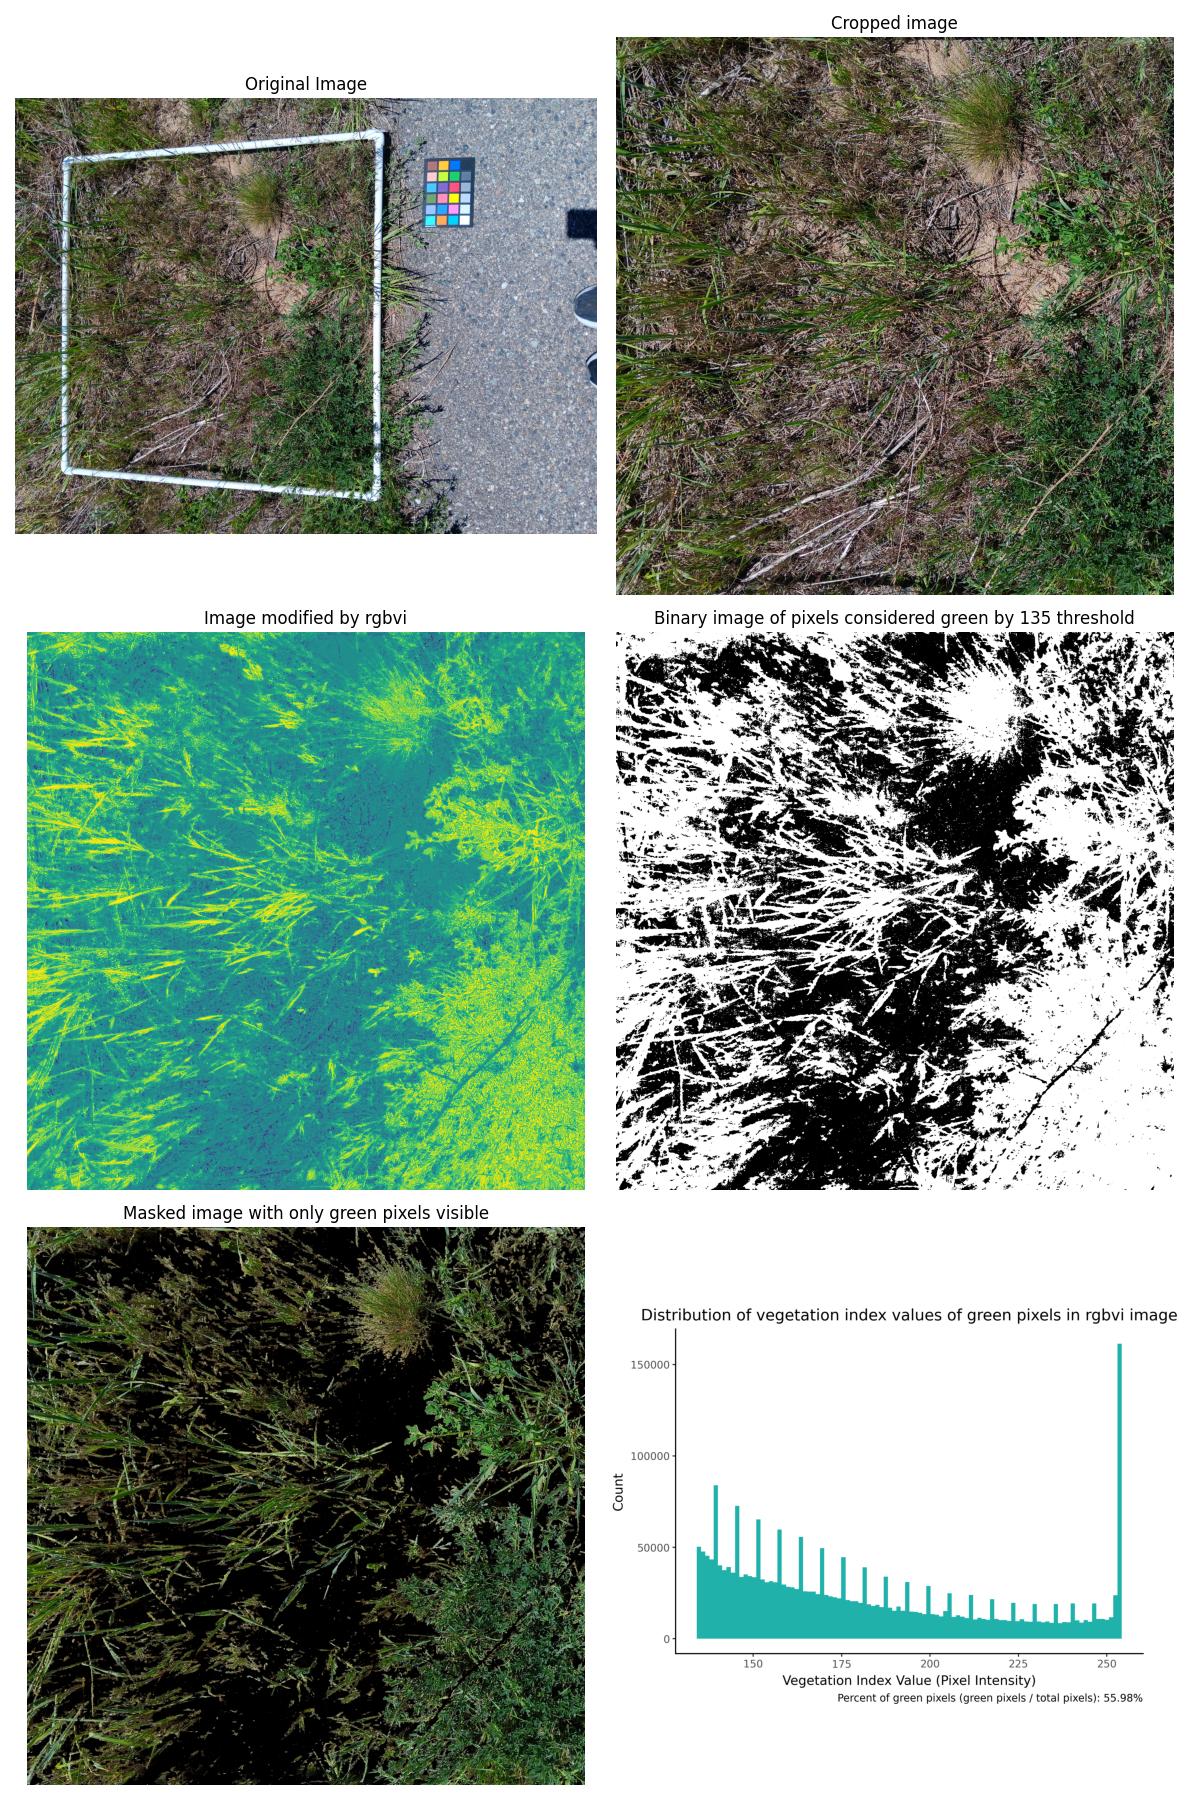 Original Image
Cropped image
Image modified by rgbvi
Binary image of pixels considered green by 135 threshold
Masked image with only green pixels visible
Distribution of vegetation index values of green pixels in rgbvi image
Count
150000
100000
50000
0
150
175
200
225
250
Vegetation Index Value (Pixel Intensity)
Percent of green pixels (green pixels / total pixels): 55.98%